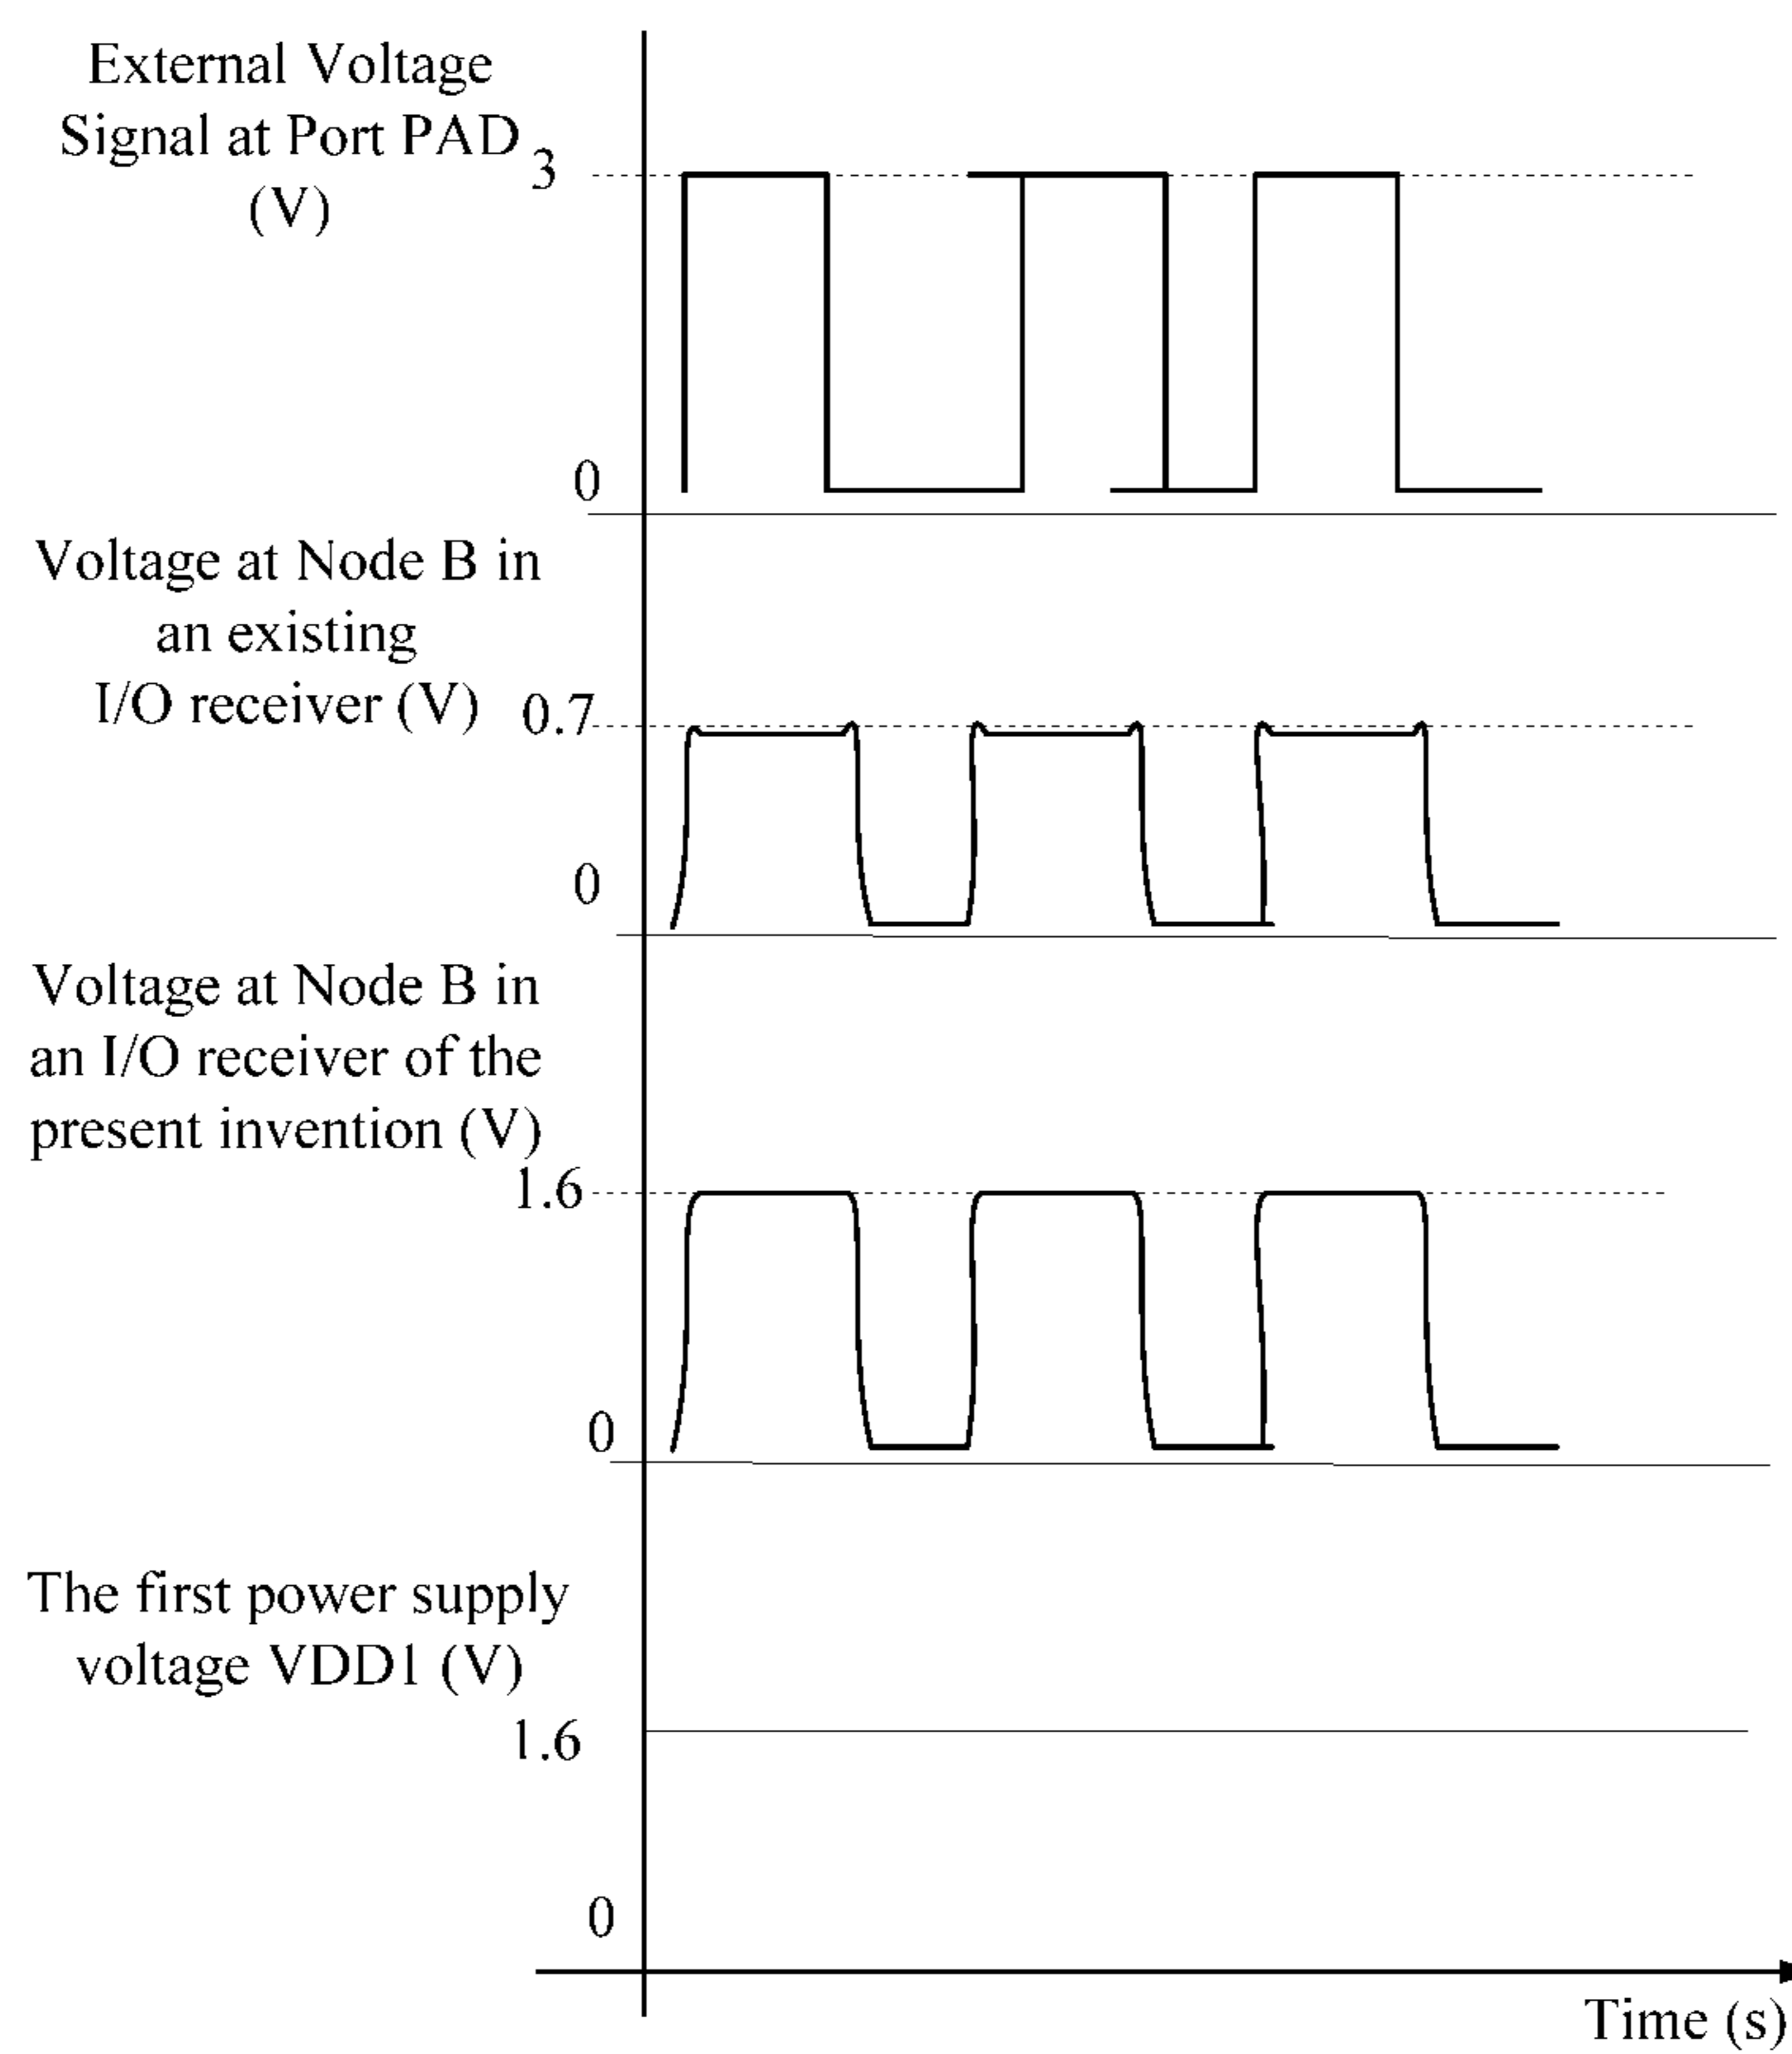 External Voltage
Signal at Port PAD
(V)
3
0
Voltage at Node B in
an existing
I/O receiver (V)
0.7
0
Voltage at Node B in
an I/O receiver of the
present invention (V)
1.6
0
The first power supply
voltage VDD1 (V)
1.6
0
Time (s)